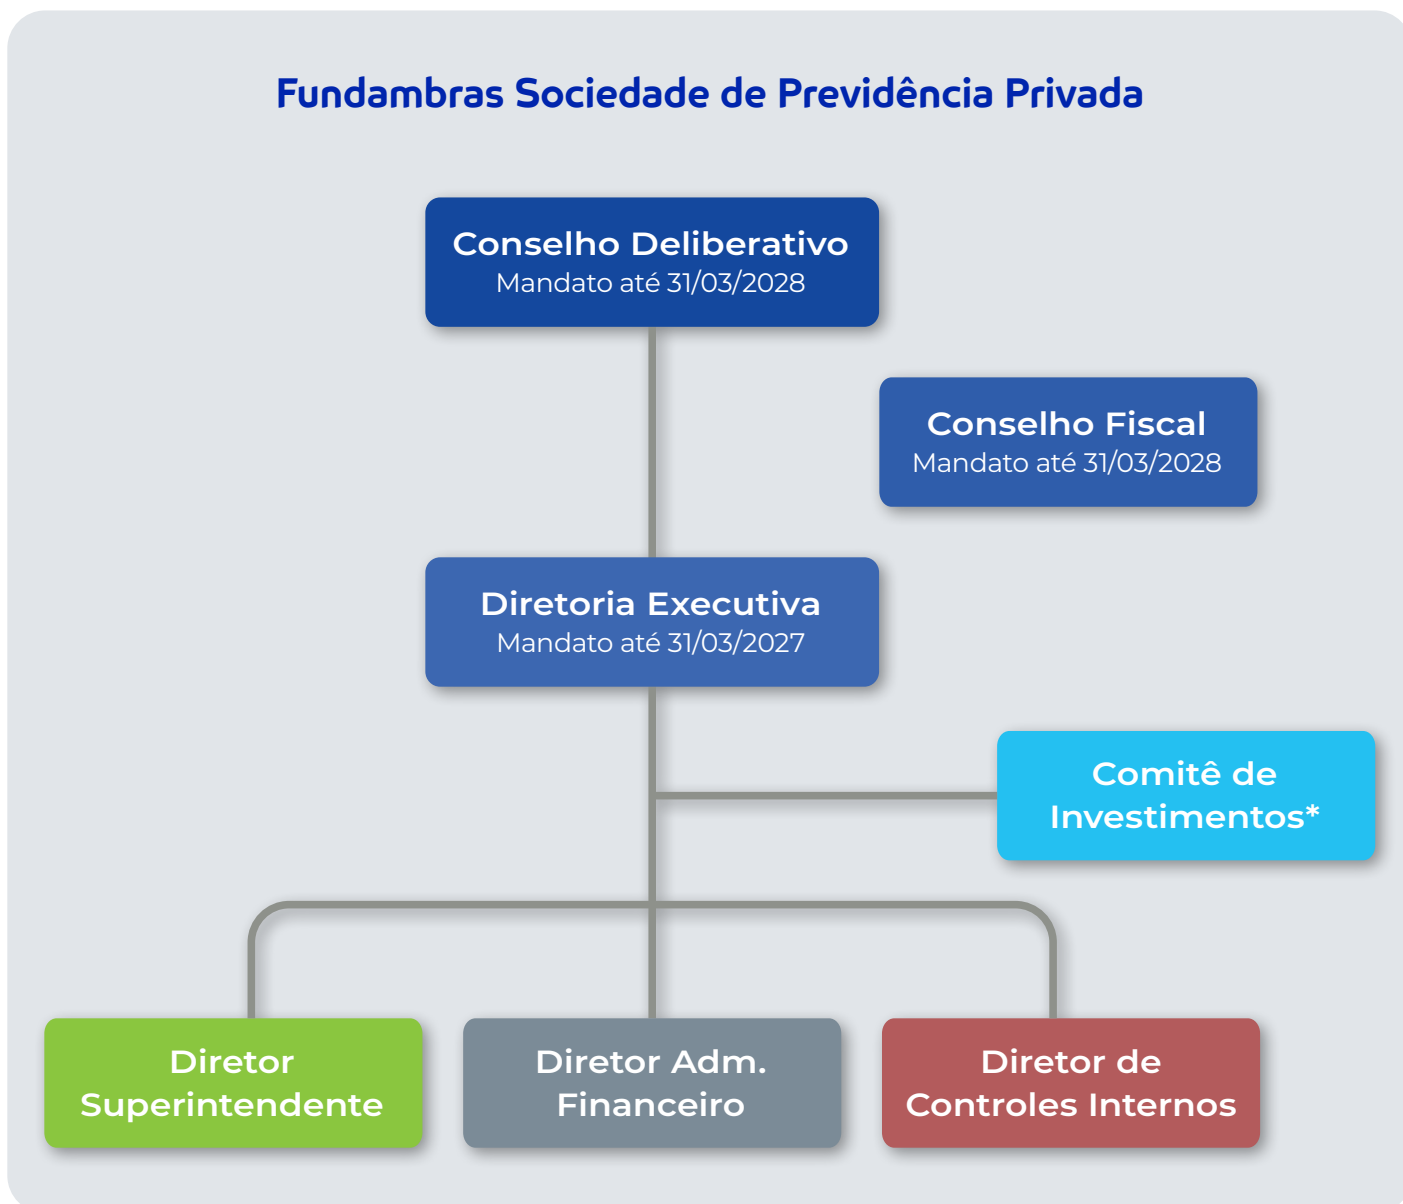 Fundambras Sociedade de Previdência Privada
Conselho Deliberativo
Mandato até 31/03/2028
Conselho Fiscal
Mandato até 31/03/2028
Diretoria Executiva
Mandato até 31/03/2027
Comitê de
Investimentos*
Diretor
Superintendente
Diretor Adm.
Financeiro
Diretor de
Controles Internos